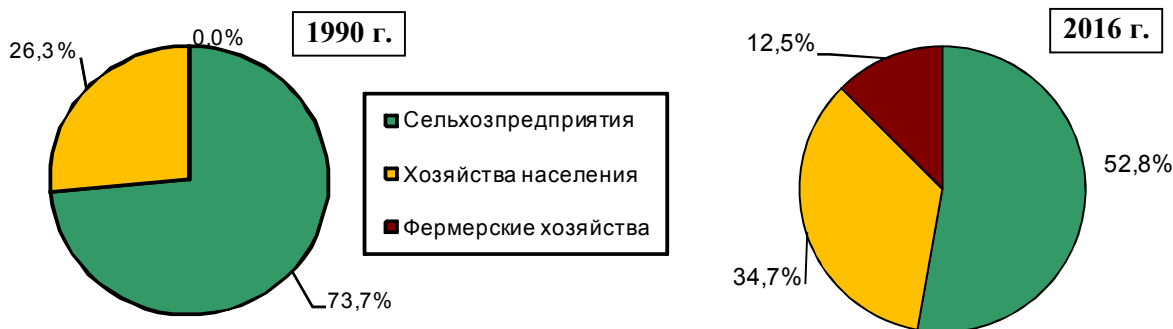 1990 г.
0,0%
26,3%
73,7%
Сельхозпредприятия
Хозяйства населения
Фермерские хозяйства
2016 г.
12,5%
52,8%
34,7%